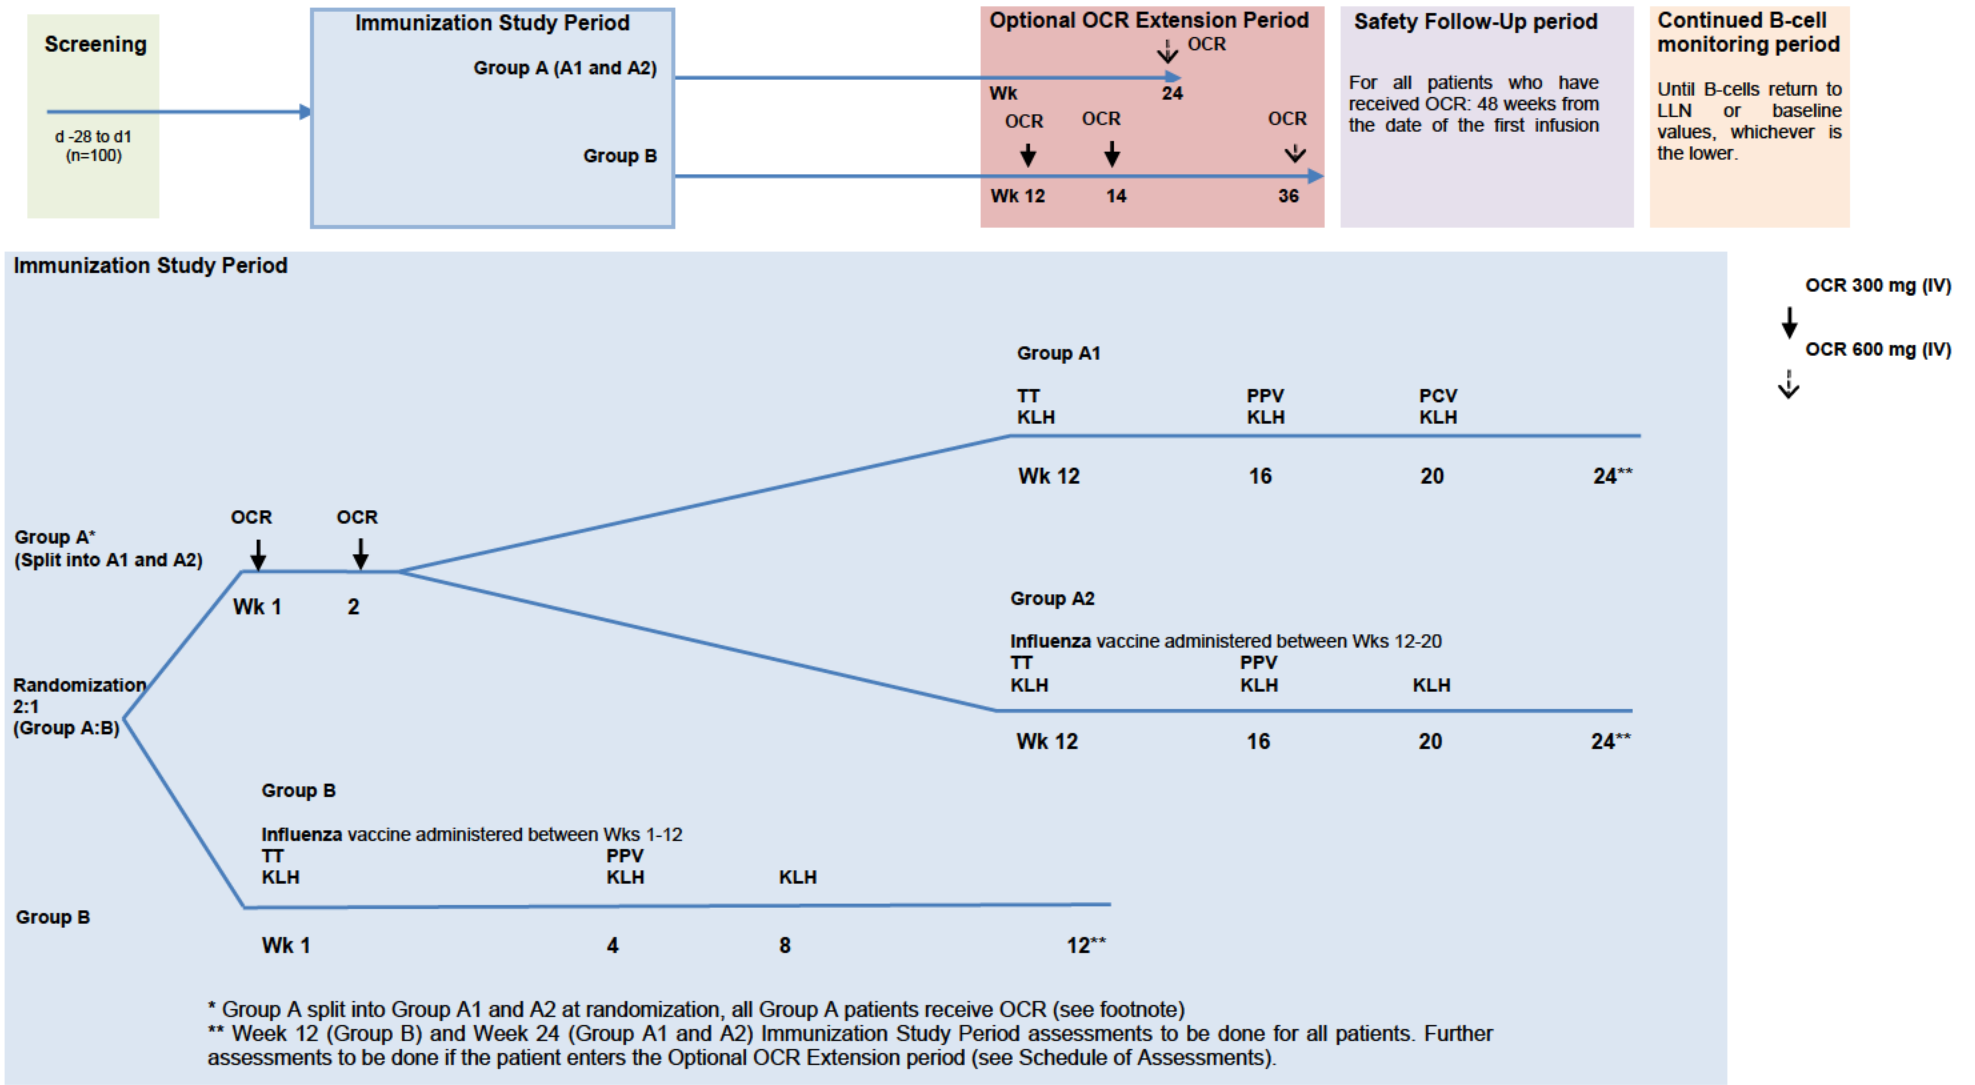 Screening
d -28 to d1
(n=100)
Immunization Study Period
Group A (A1 and A2)
Group B
Optional OCR Extension Period
OCR
Wk 24
OCR OCR OCR
Wk 12 14 36
Safety Follow-Up period
For all patients who have
received OCR: 48 weeks from
the date of the first infusion
Continued B-cell
monitoring period
Until B-cells return to
LLN or baseline
values, whichever is
the lower.
Immunization Study Period
OCR 300 mg (IV)
OCR 600 mg (IV)
Group A1
TT PPV PCV
KLH KLH KLH
Wk 12 16 20 24**
OCR OCR
Group A*
(Split into A1 and A2)
Wk 1 2
Group A2
Influenza vaccine administered between Wks 12-20
TT PPV
KLH KLH KLH
Wk 12 16 20 24**
Randomization
2:1
(Group A:B)
Group B
Influenza vaccine administered between Wks 1-12
TT PPV
KLH KLH KLH
Group B
Wk 1 4 8 12**
* Group A split into Group A1 and A2 at randomization, all Group A patients receive OCR (see footnote)
** Week 12 (Group B) and Week 24 (Group A1 and A2) Immunization Study Period assessments to be done for all patients. Further
assessments to be done if the patient enters the Optional OCR Extension period (see Schedule of Assessments).